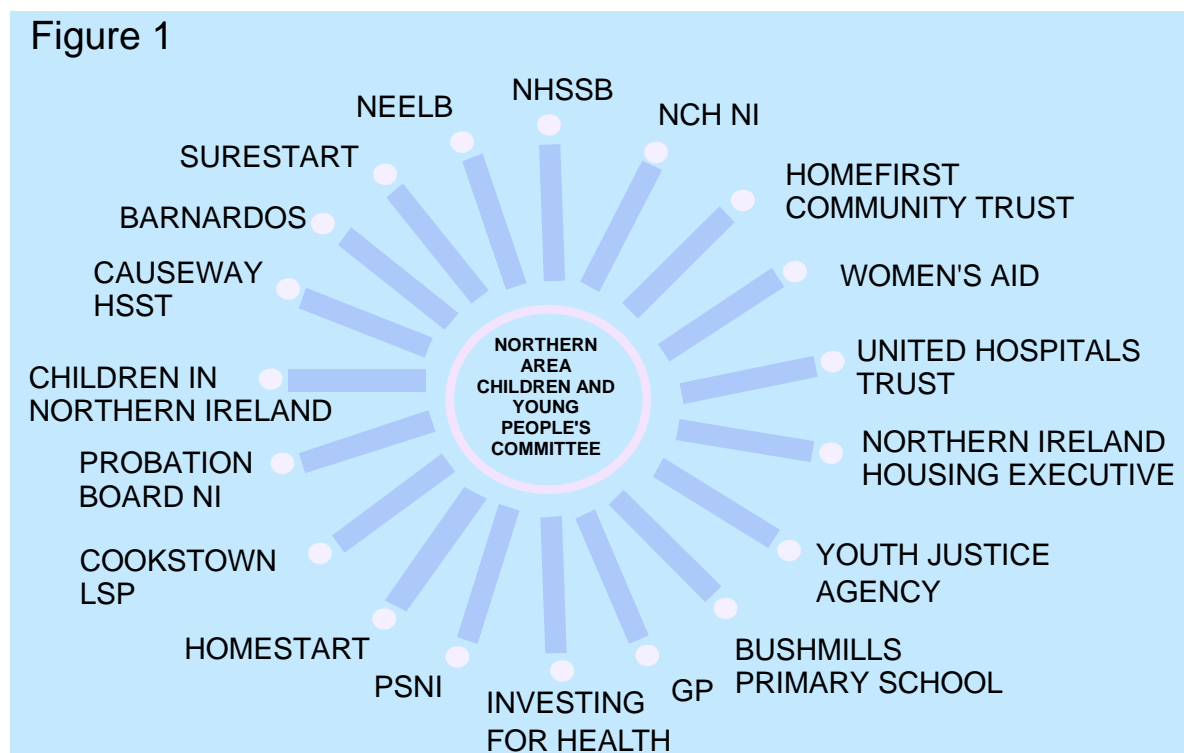 Figure 1
NHSSB
NCH NI
HOMEFIRST
COMMUNITY TRUST
WOMEN'S AID
UNITED HOSPITALS
TRUST
NORTHERN IRELAND
HOUSING EXECUTIVE
YOUTH JUSTICE
AGENCY
BUSHMILLS
PRIMARY SCHOOL
GP
INVESTING
FOR HEALTH
PSNI
HOMESTART
COOKSTOWN
LSP
PROBATION
BOARD NI
CHILDREN IN
NORTHERN IRELAND
CAUSEWAY
HSST
BARNARDOS
SURESTART
NEELB
NORTHERN
AREA
CHILDREN AND
YOUNG
PEOPLE'S
COMMITTEE